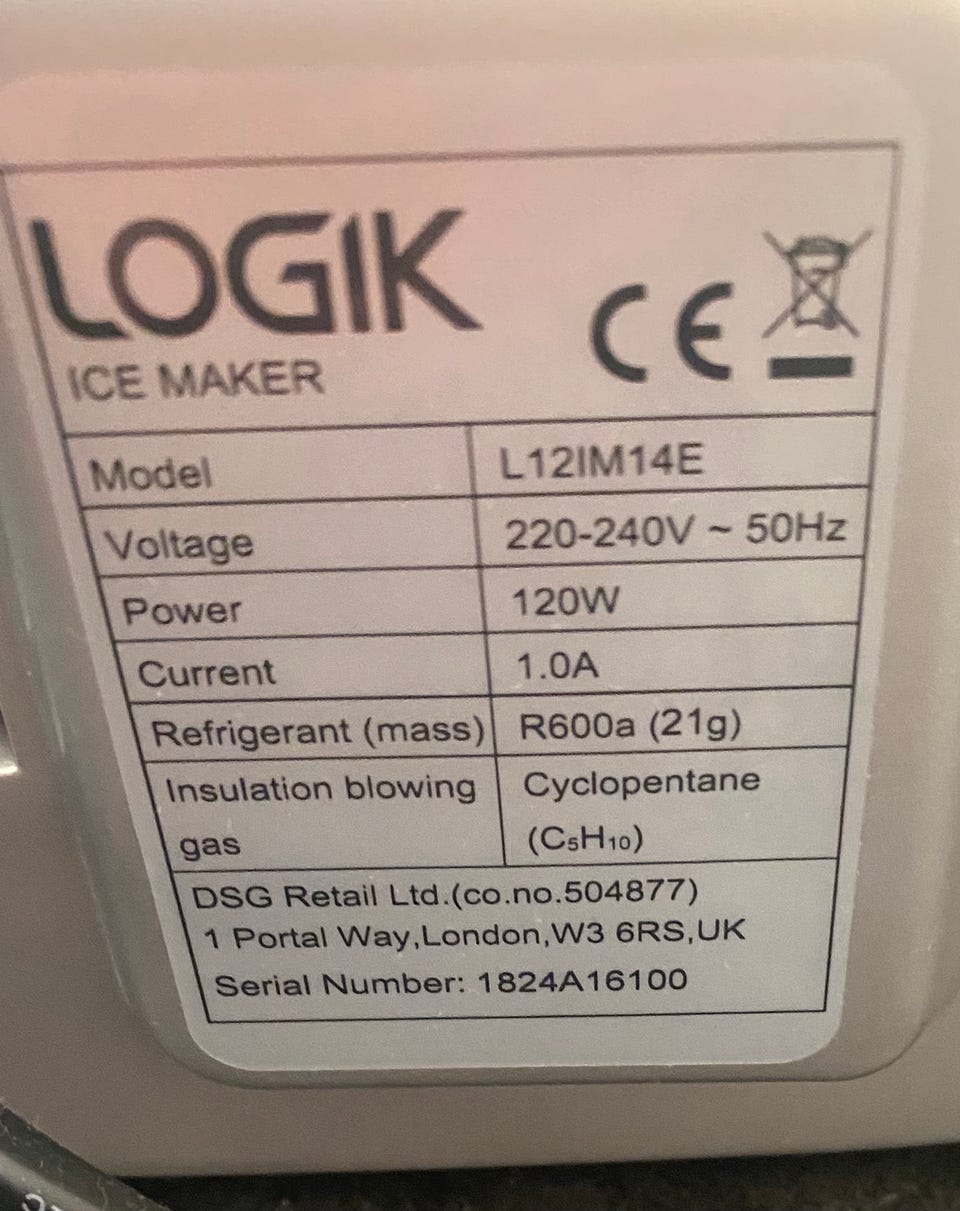 LOGIK
CE
ICE MAKER
Model L12IM14E
Voltage 220-240V ~ 50Hz
Power 120W
Current 1.0A
Refrigerant (mass) R600a (21g)
Insulation blowing gas Cyclopentane (C5H10)
DSG Retail Ltd.(co.no.504877)
1 Portal Way,London,W3 6RS,UK
Serial Number: 1824A16100